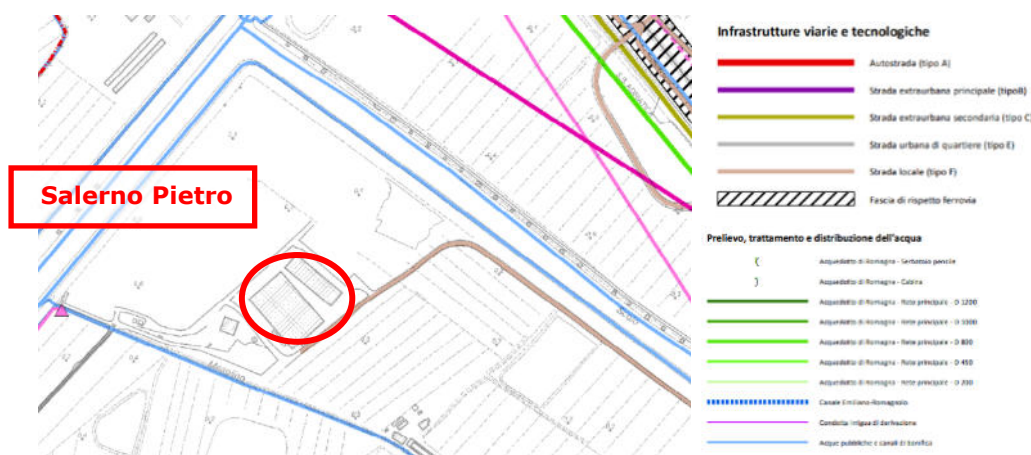 Salerno Pietro
Infrastrutture viarie e tecnologiche
Autostrada (tipo A)
Strada extraurbana principale (tipoB)
Strada extraurbana secondaria (tipo C)
Strada urbana di quartiere (tipo E)
Strada locale (tipo F)
Fascia di rispetto ferrovia
Prelievo, trattamento e distribuzione dell'acqua
Acquedotto di Romagna - Serbatoio pensile
Acquedotto di Romagna - Cabina
Acquedotto di Romagna - Rete principale - D 1200
Acquedotto di Romagna - Rete principale - D 1000
Acquedotto di Romagna - Rete principale - D 800
Acquedotto di Romagna - Rete principale - D 450
Acquedotto di Romagna - Rete principale - D 200
Canale Emiliano-Romagnolo
Condotta irrigua di derivazione
Acque pubbliche e canali di bonifica